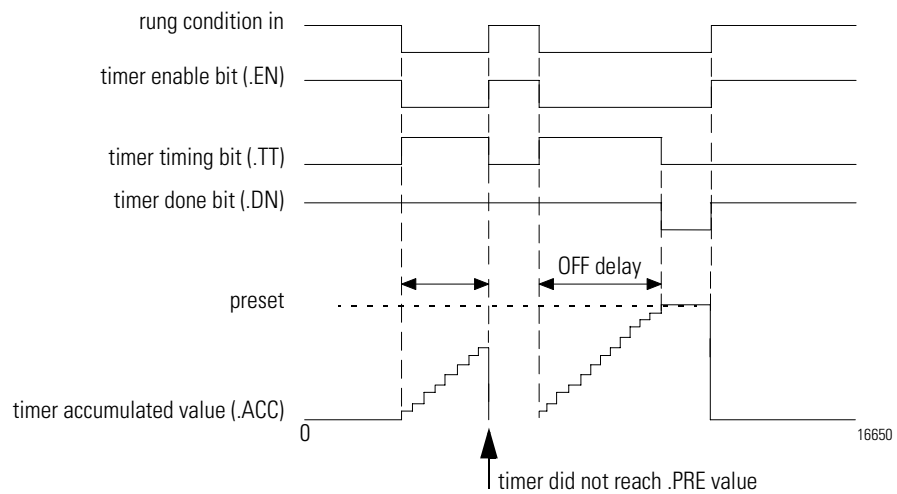 rung condition in
timer enable bit (.EN)
timer timing bit (.TT)
timer done bit (.DN)
OFF delay
preset
timer accumulated value (.ACC)
0
16650
timer did not reach .PRE value